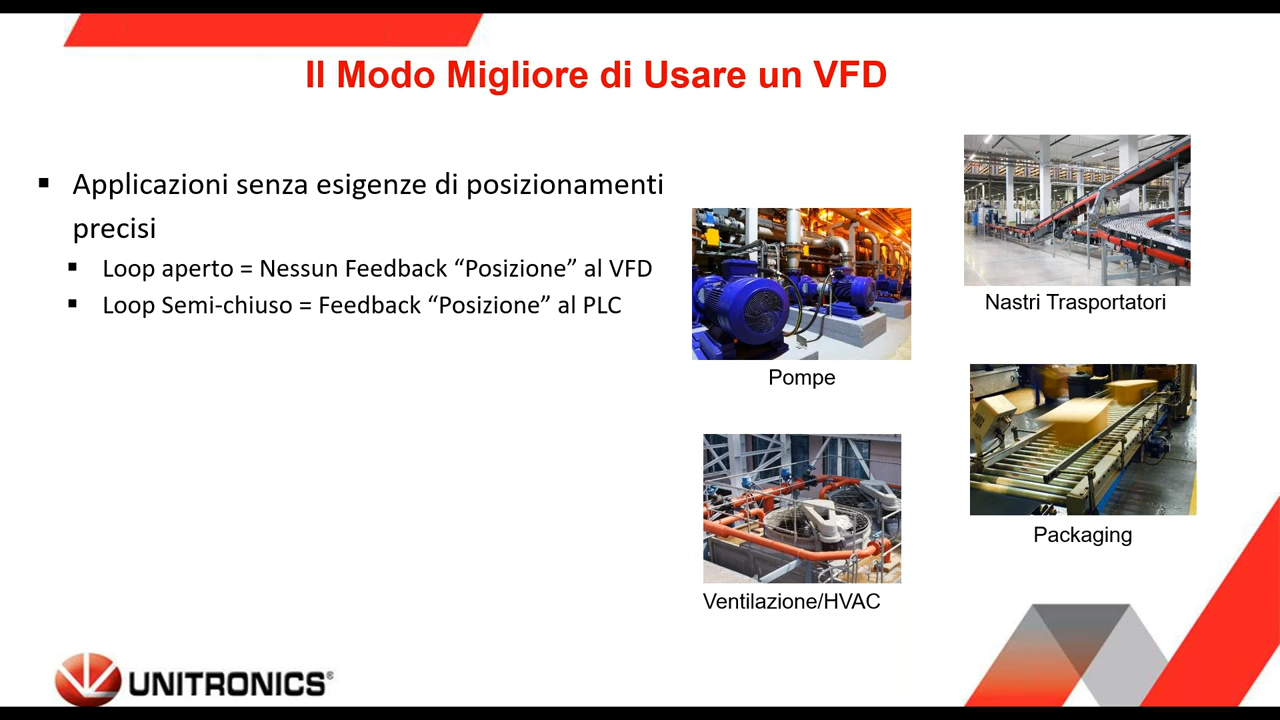 Il Modo Migliore di Usare un VFD
Applicazioni senza esigenze di posizionamenti
precisi
Loop aperto = Nessun Feedback “Posizione” al VFD
Loop Semi-chiuso = Feedback “Posizione” al PLC
Pompe
Nastri Trasportatori
Ventilazione/HVAC
Packaging
UNITRONICS®